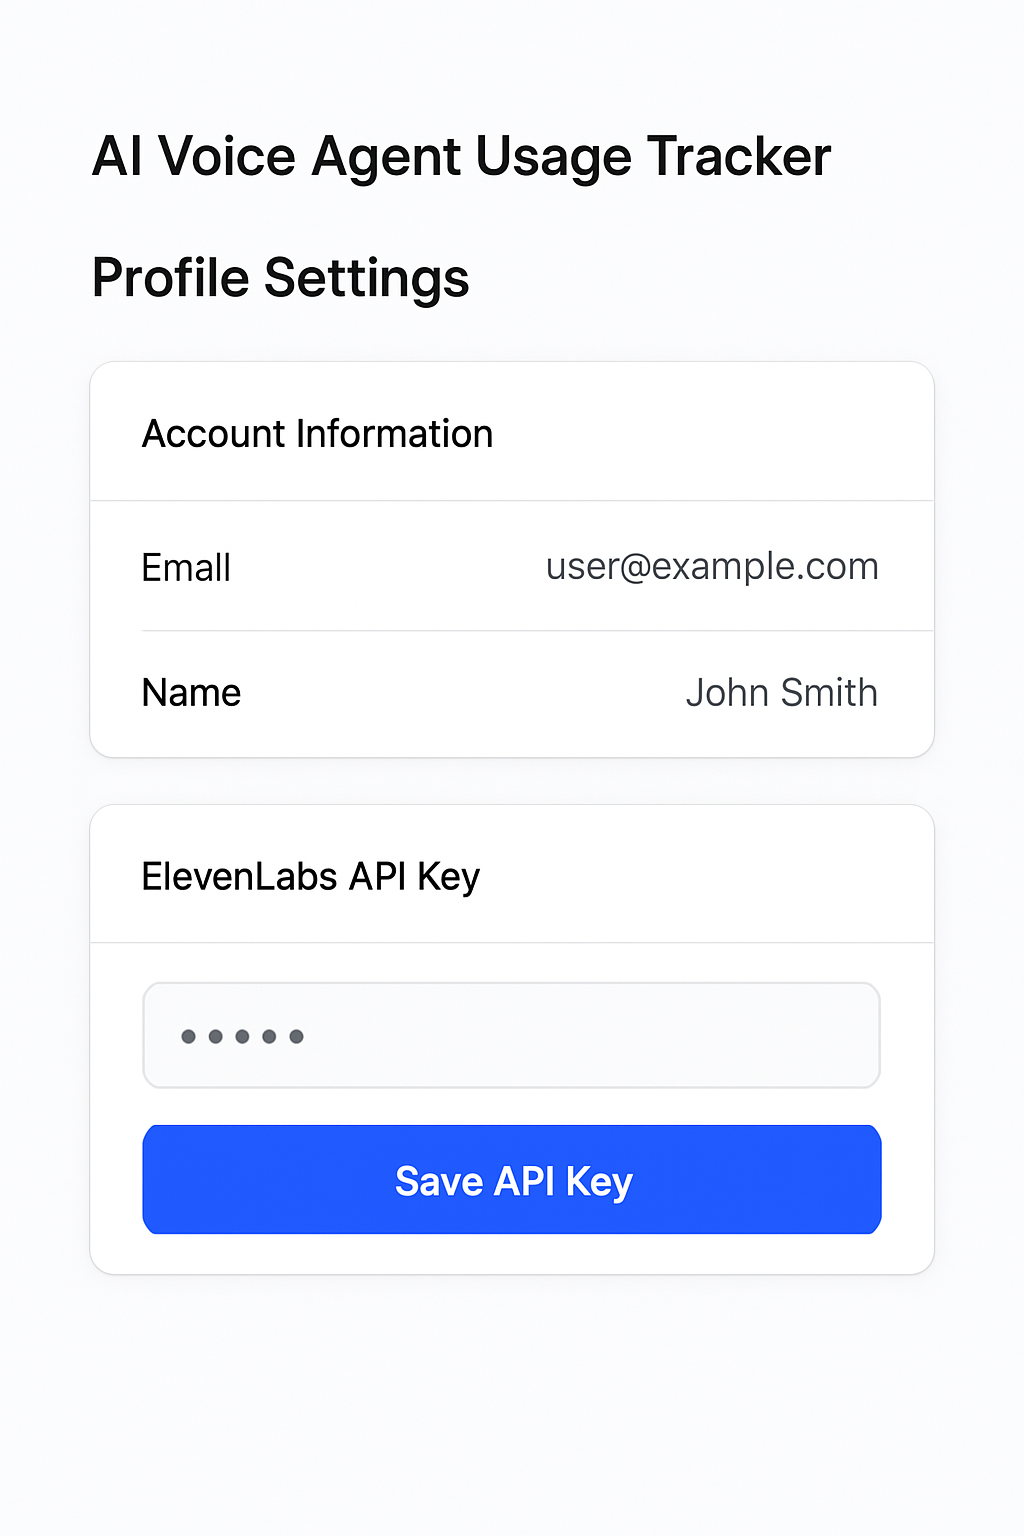 AI Voice Agent Usage Tracker
Profile Settings
Account Information
Emall
user@example.com
Name
John Smith
ElevenLabs API Key
•••••
Save API Key